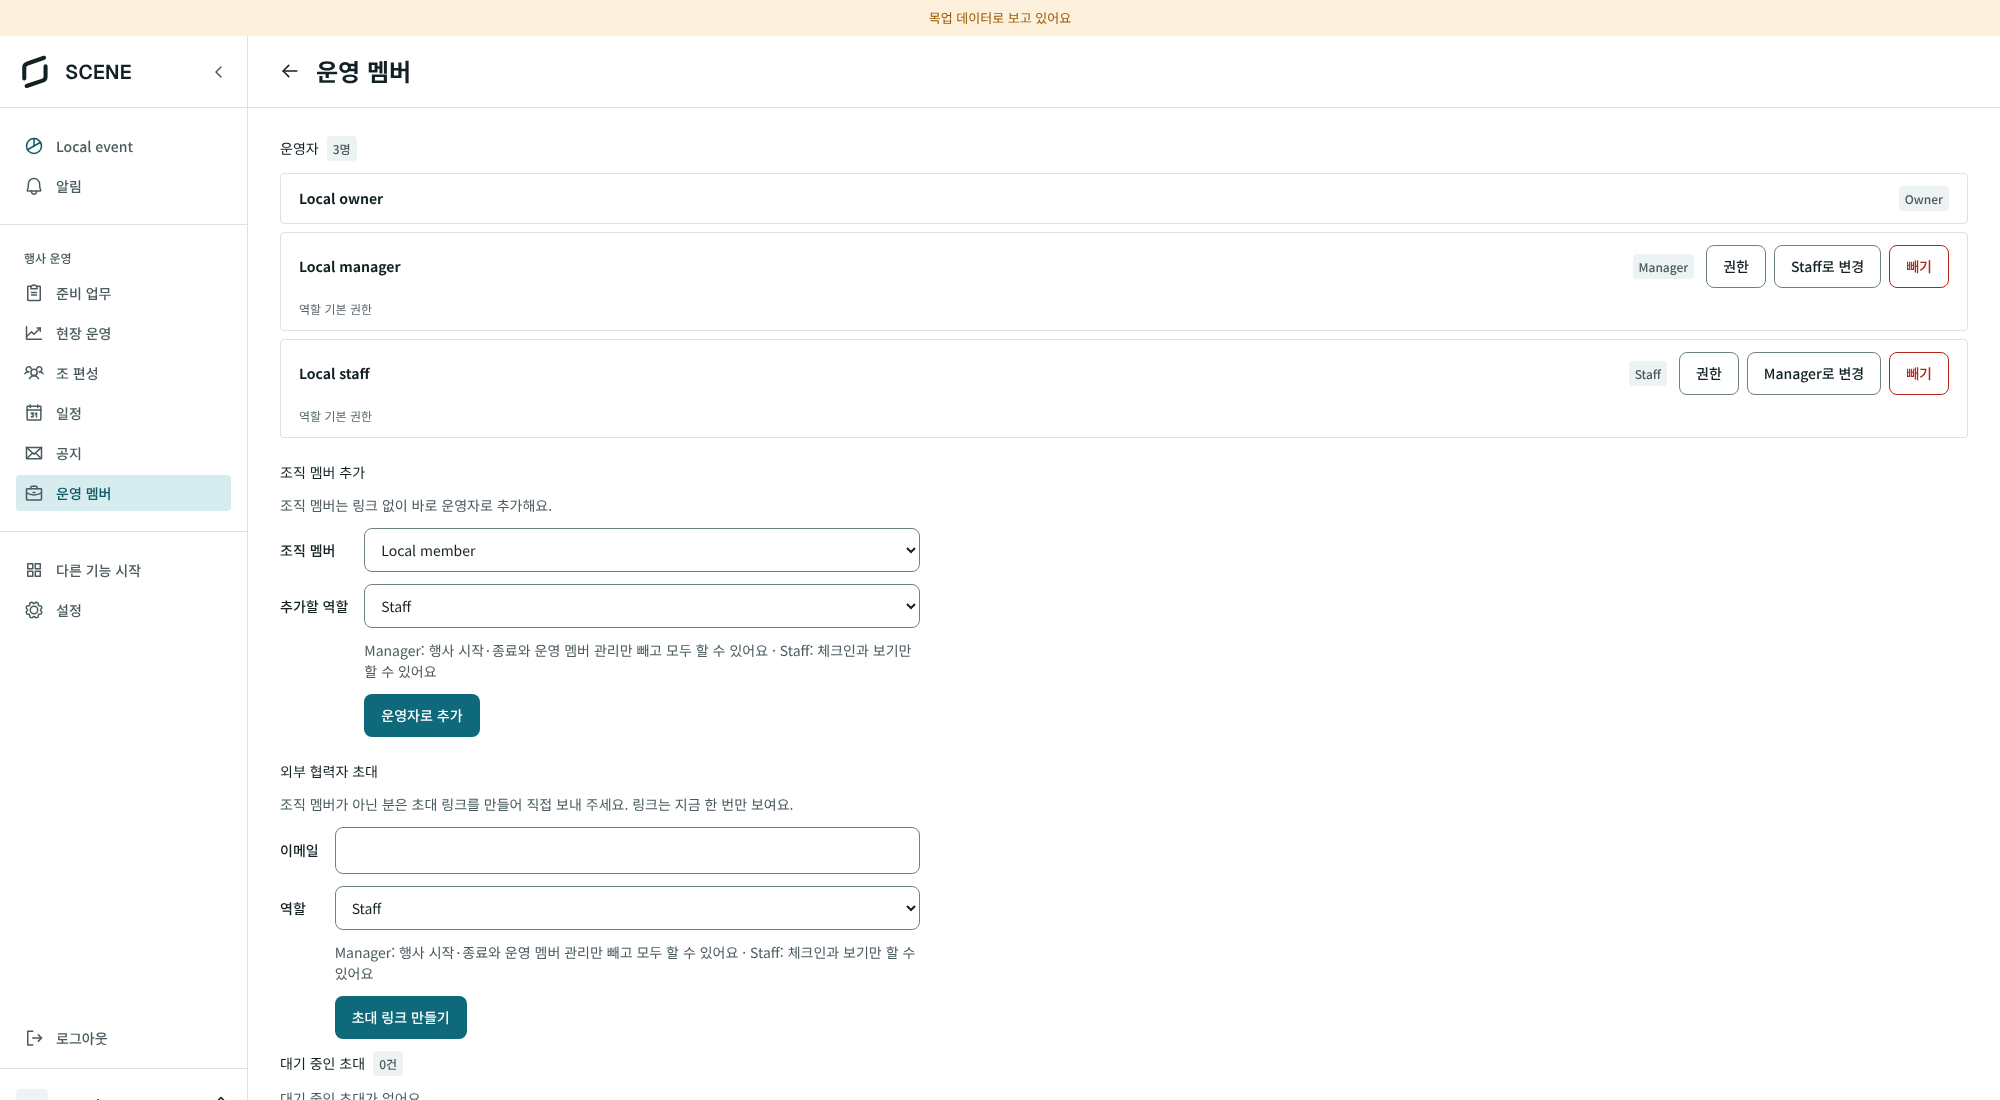 목업 데이터로 보고 있어요
SCENE
운영 멤버
Local event
알림
행사 운영
준비 업무
현장 운영
조 편성
일정
공지
운영 멤버
다른 기능 시작
설정
로그아웃
운영자 3명
Local owner Owner
Local manager Manager 권한 Staff로 변경 빼기
역할 기본 권한
Local staff Staff 권한 Manager로 변경 빼기
역할 기본 권한
조직 멤버 추가
조직 멤버는 링크 없이 바로 운영자로 추가해요.
조직 멤버 Local member
추가할 역할 Staff
Manager: 행사 시작·종료와 운영 멤버 관리만 빼고 모두 할 수 있어요 · Staff: 체크인과 보기만
할 수 있어요
운영자로 추가
외부 협력자 초대
조직 멤버가 아닌 분은 초대 링크를 만들어 직접 보내 주세요. 링크는 지금 한 번만 보여요.
이메일
역할 Staff
Manager: 행사 시작·종료와 운영 멤버 관리만 빼고 모두 할 수 있어요 · Staff: 체크인과 보기만 할 수
있어요
초대 링크 만들기
대기 중인 초대 0건
대기 중인 초대가 없어요